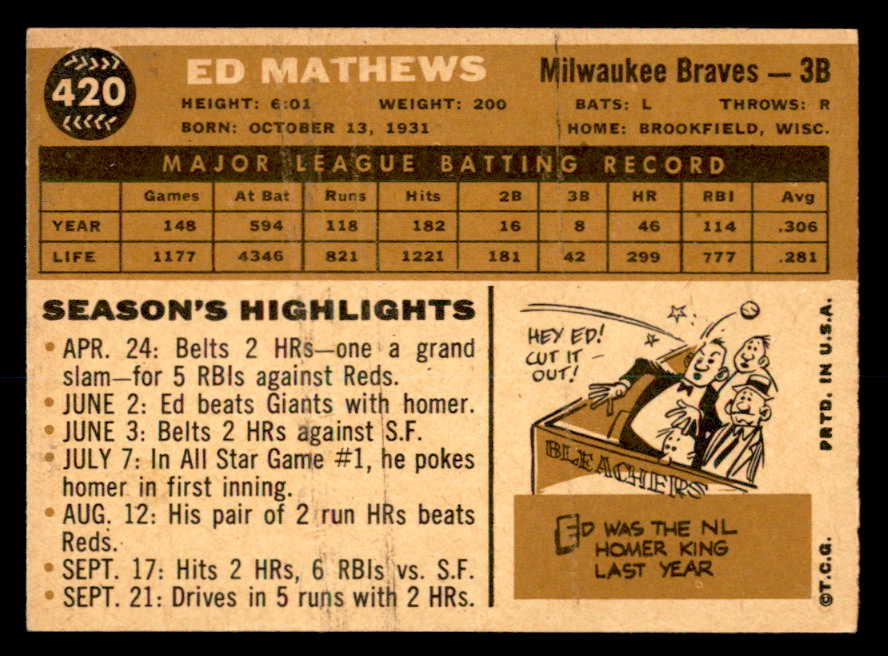 420
ED MATHEWS
Milwaukee Braves — 3B
HEIGHT: 6:01 WEIGHT: 200 BATS: L THROWS: R
BORN: OCTOBER 13, 1931 HOME: BROOKFIELD, WISC.
MAJOR LEAGUE BATTING RECORD
Games At Bat Runs Hits 2B 3B HR RBI Avg
YEAR 148 594 118 182 16 8 46 114 .306
LIFE 1177 4346 821 1221 181 42 299 777 .281
SEASON'S HIGHLIGHTS
• APR. 24: Belts 2 HRs—one a grand
slam—for 5 RBIs against Reds.
• JUNE 2: Ed beats Giants with homer.
• JUNE 3: Belts 2 HRs against S.F.
• JULY 7: In All Star Game #1, he pokes
homer in first inning.
• AUG. 12: His pair of 2 run HRs beats
Reds.
• SEPT. 17: Hits 2 HRs, 6 RBIs vs. S.F.
• SEPT. 21: Drives in 5 runs with 2 HRs.
HEY ED!
CUT IT
OUT!
BLEACHERS
ED WAS THE NL
HOMER KING
LAST YEAR
©T.C.G. PRTD. IN U.S.A.